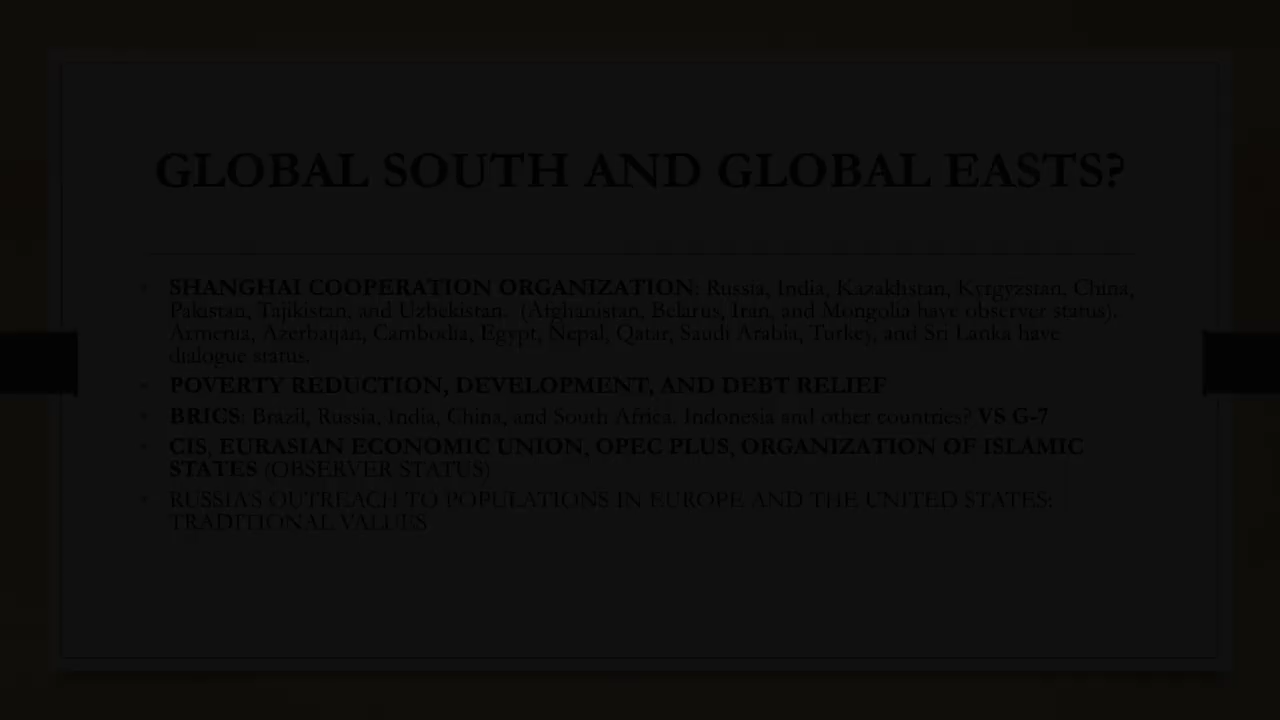 GLOBAL SOUTH AND GLOBAL EASTS?
SHANGHAI COOPERATION ORGANIZATION: Russia, India, Kazakhstan, Kyrgyzstan, China,
Pakistan, Tajikistan, and Uzbekistan. (Afghanistan, Belarus, Iran, and Mongolia have observer status).
Armenia, Azerbaijan, Cambodia, Egypt, Nepal, Qatar, Saudi Arabia, Turkey, and Sri Lanka have
dialogue status.
POVERTY REDUCTION, DEVELOPMENT, AND DEBT RELIEF
BRICS: Brazil, Russia, India, China, and South Africa. Indonesia and other countries? VS G-7
CIS, EURASIAN ECONOMIC UNION, OPEC PLUS, ORGANIZATION OF ISLAMIC
STATES (OBSERVER STATUS)
RUSSIA'S OUTREACH TO POPULATIONS IN EUROPE AND THE UNITED STATES:
TRADITIONAL VALUES